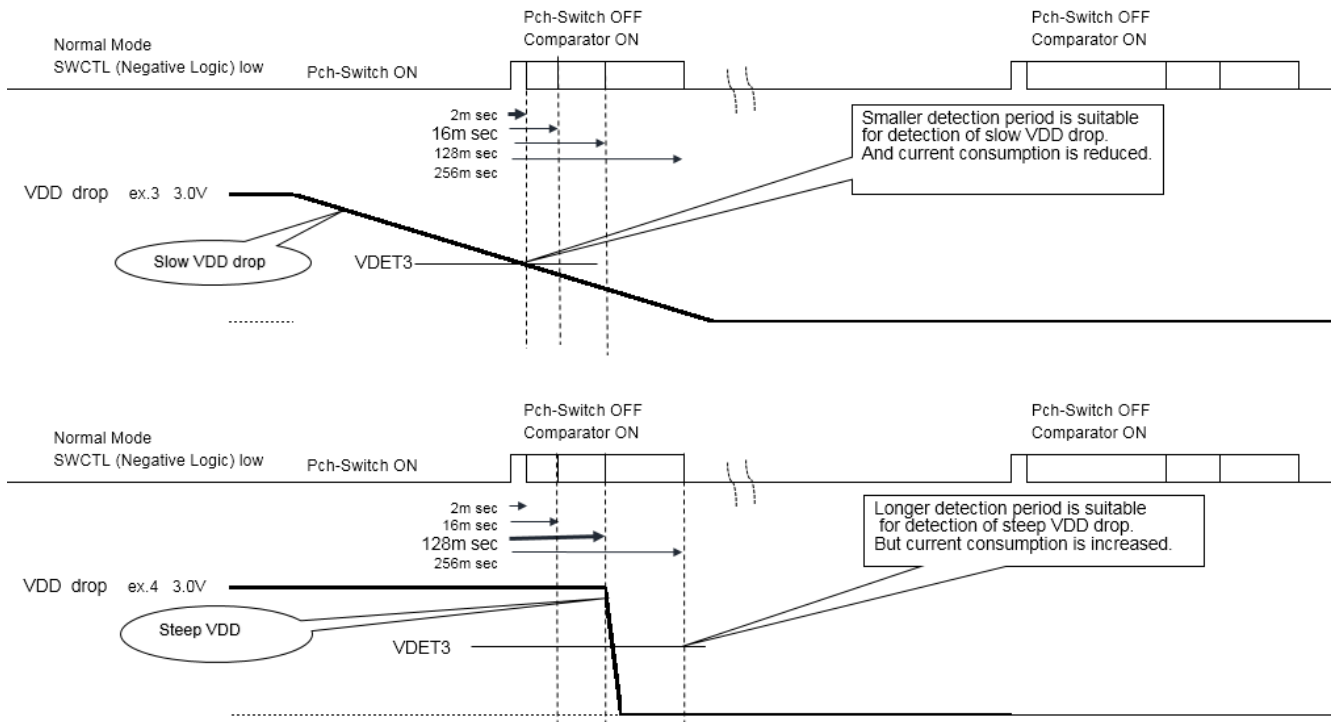 Pch-Switch OFF
Comparator ON
Pch-Switch OFF
Comparator ON
Normal Mode
SWCTL (Negative Logic) low
Pch-Switch ON
2m sec
16m sec
128m sec
256m sec
Smaller detection period is suitable
for detection of slow VDD drop.
And current consumption is reduced.
VDD drop ex.3 3.0V
Slow VDD drop
VDET3
Pch-Switch OFF
Comparator ON
Pch-Switch OFF
Comparator ON
Normal Mode
SWCTL (Negative Logic) low
Pch-Switch ON
2m sec
16m sec
128m sec
256m sec
Longer detection period is suitable
for detection of steep VDD drop.
But current consumption is increased.
VDD drop ex.4 3.0V
Steep VDD
VDET3